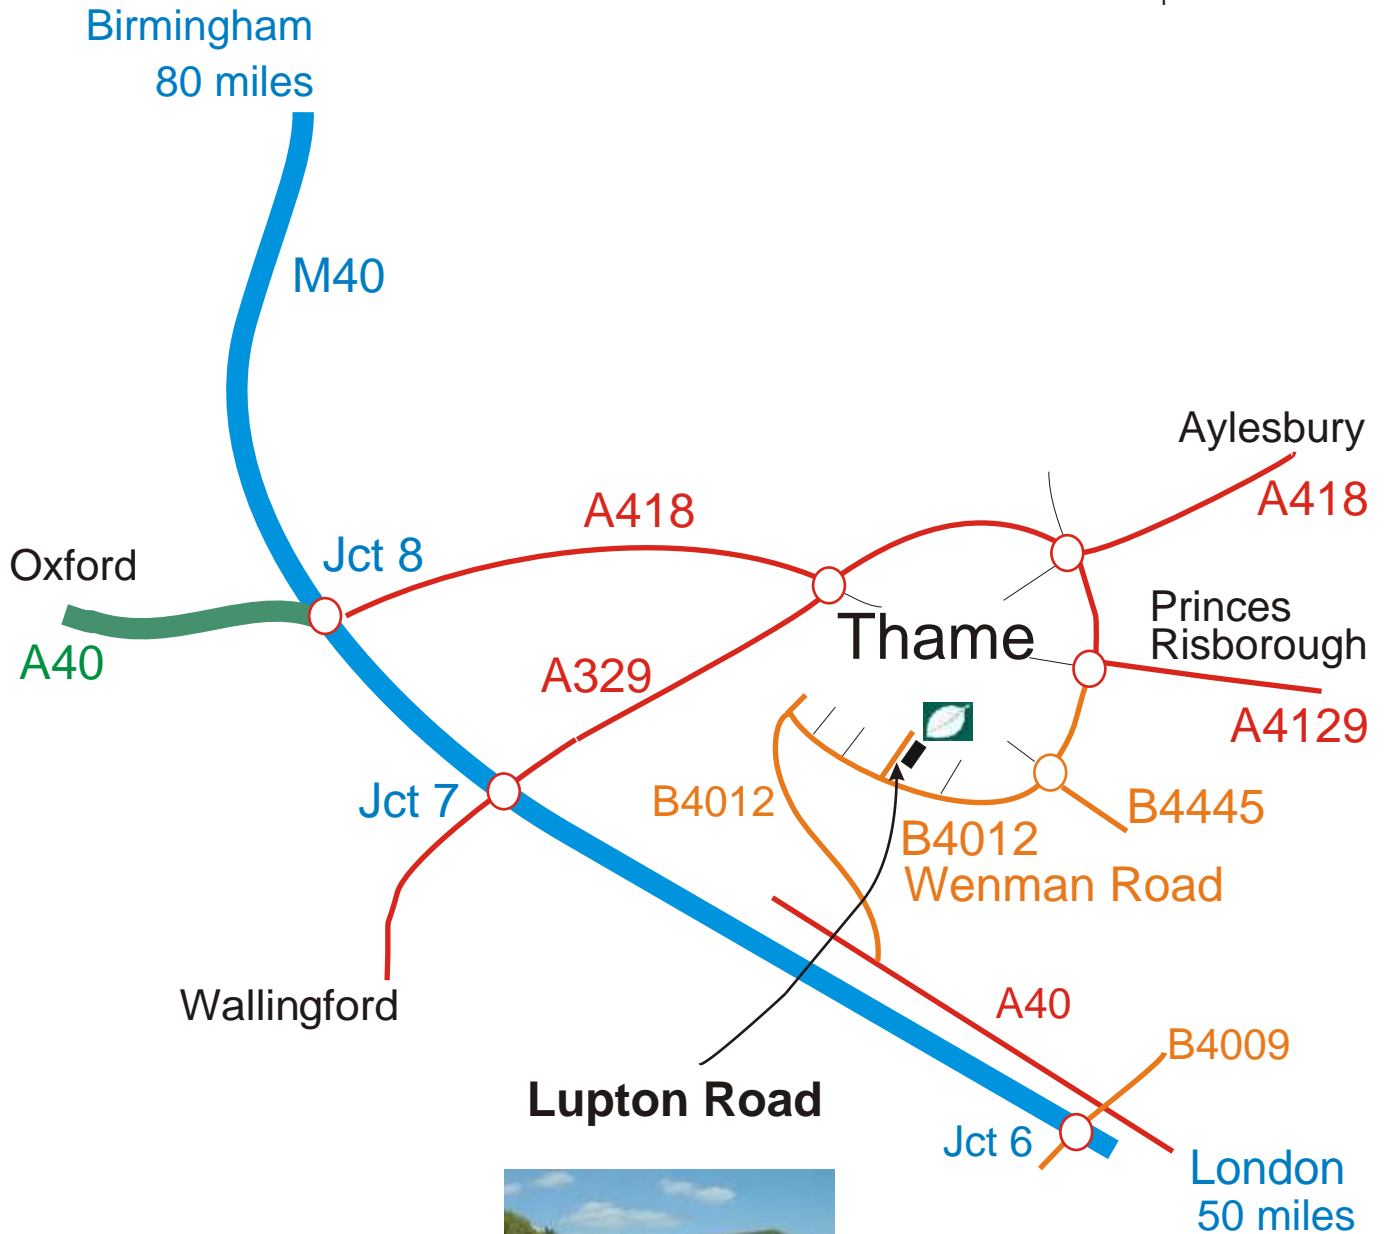 Birmingham
80 miles
M40
Aylesbury
A418
A418
Oxford
Jct 8
Princes
Risborough
Thame
A40
A329
A4129
Jct 7
B4012
B4445
B4012
Wenman Road
Wallingford
A40
B4009
Lupton Road
Jct 6
London
50 miles